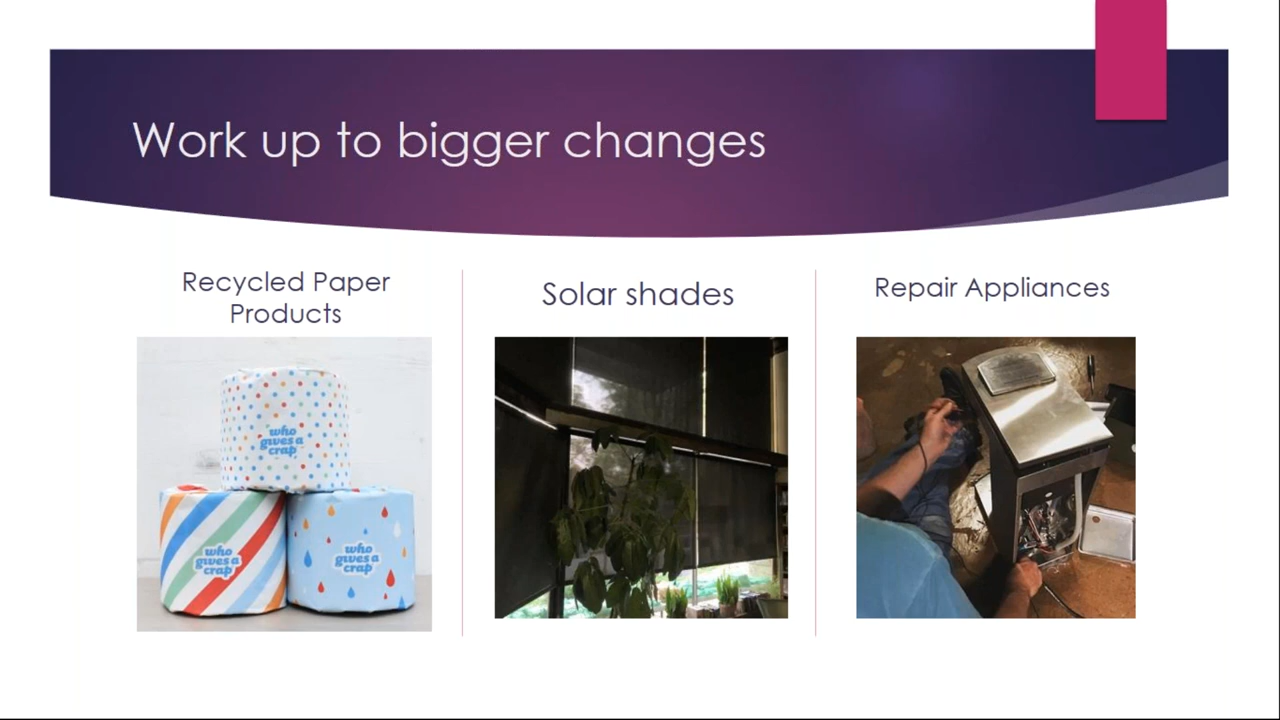 Work up to bigger changes
Recycled Paper
Products
Solar shades
Repair Appliances
who
gives a
crap
who
gives a
crap
who
gives a
crap